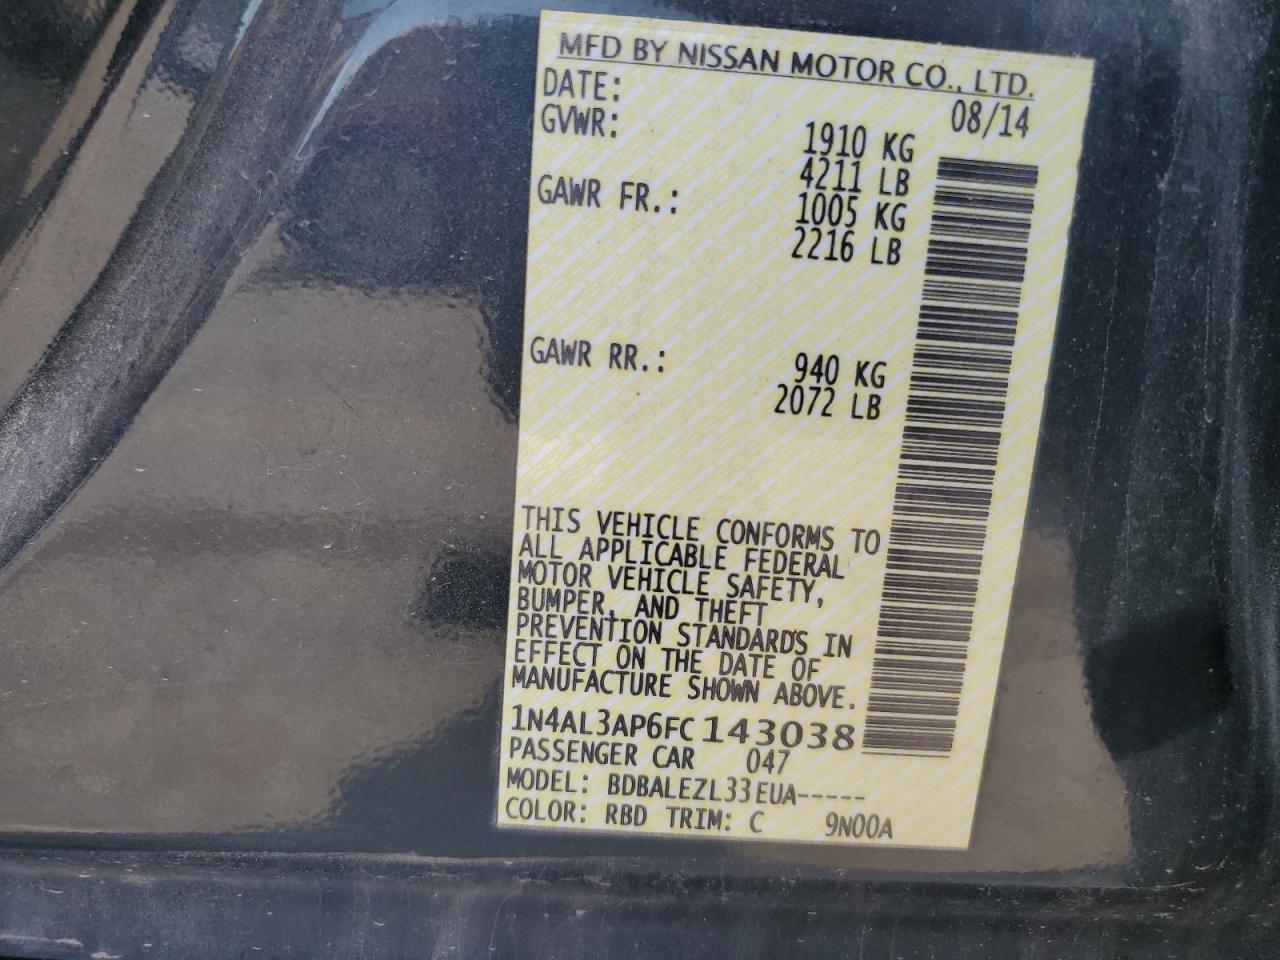 MFD BY NISSAN MOTOR CO., LTD.
DATE: 08/14
GVWR: 1910 KG
4211 LB
GAWR FR.: 1005 KG
2216 LB
GAWR RR.: 940 KG
2072 LB
THIS VEHICLE CONFORMS TO
ALL APPLICABLE FEDERAL
MOTOR VEHICLE SAFETY,
BUMPER, AND THEFT
PREVENTION STANDARDS IN
EFFECT ON THE DATE OF
MANUFACTURE SHOWN ABOVE.
1N4AL3AP6FC143038
PASSENGER CAR 047
MODEL: BDBALEZL33EUA-----
COLOR: RBD TRIM: C 9N00A